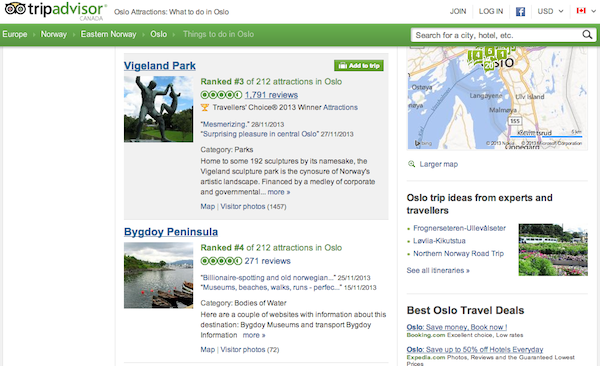 tripadvisor®
CANADA
Oslo Attractions: What to do in Oslo
JOIN LOG IN USD
Europe › Norway › Eastern Norway › Oslo › Things to do in Oslo
Search for a city, hotel, etc.
Vigeland Park
Add to trip
Ranked #3 of 212 attractions in Oslo
1,791 reviews
Travellers' Choice® 2013 Winner Attractions
"Mesmerizing." 28/11/2013
"Surprising pleasure in central Oslo" 27/11/2013
Category: Parks
Home to some 192 sculptures by its namesake, the
Vigeland sculpture park is the cynosure of Norway's
artistic landscape. Financed by a medley of corporate
and governmental... more »
Map | Visitor photos (1457)
Bygdoy Peninsula
Ranked #4 of 212 attractions in Oslo
271 reviews
"Billionaire-spotting and old norwegian..." 25/11/2013
"Museums, beaches, walks, runs - perfec..." 22/11/2013
Category: Bodies of Water
Here are a couple of websites with information about this
destination: Bygdoy Museums and transport Bygdoy
Information more »
Map | Visitor photos (72)
Ostøya
Langøyene
Ulv Island
Malmøya
155
bing
Larger map
Oslo trip ideas from experts and
travellers
Frognerseteren-Ullevålseter
Løvlia-Kikutstua
Northern Norway Road Trip
See all itineraries »
Best Oslo Travel Deals
Oslo: Save money, Book now !
Booking.com Excellent choice, Low rates
Oslo: Save up to 50% off Hotels Everyday
Expedia.com Photos, Reviews and the Guaranteed Lowest
Prices